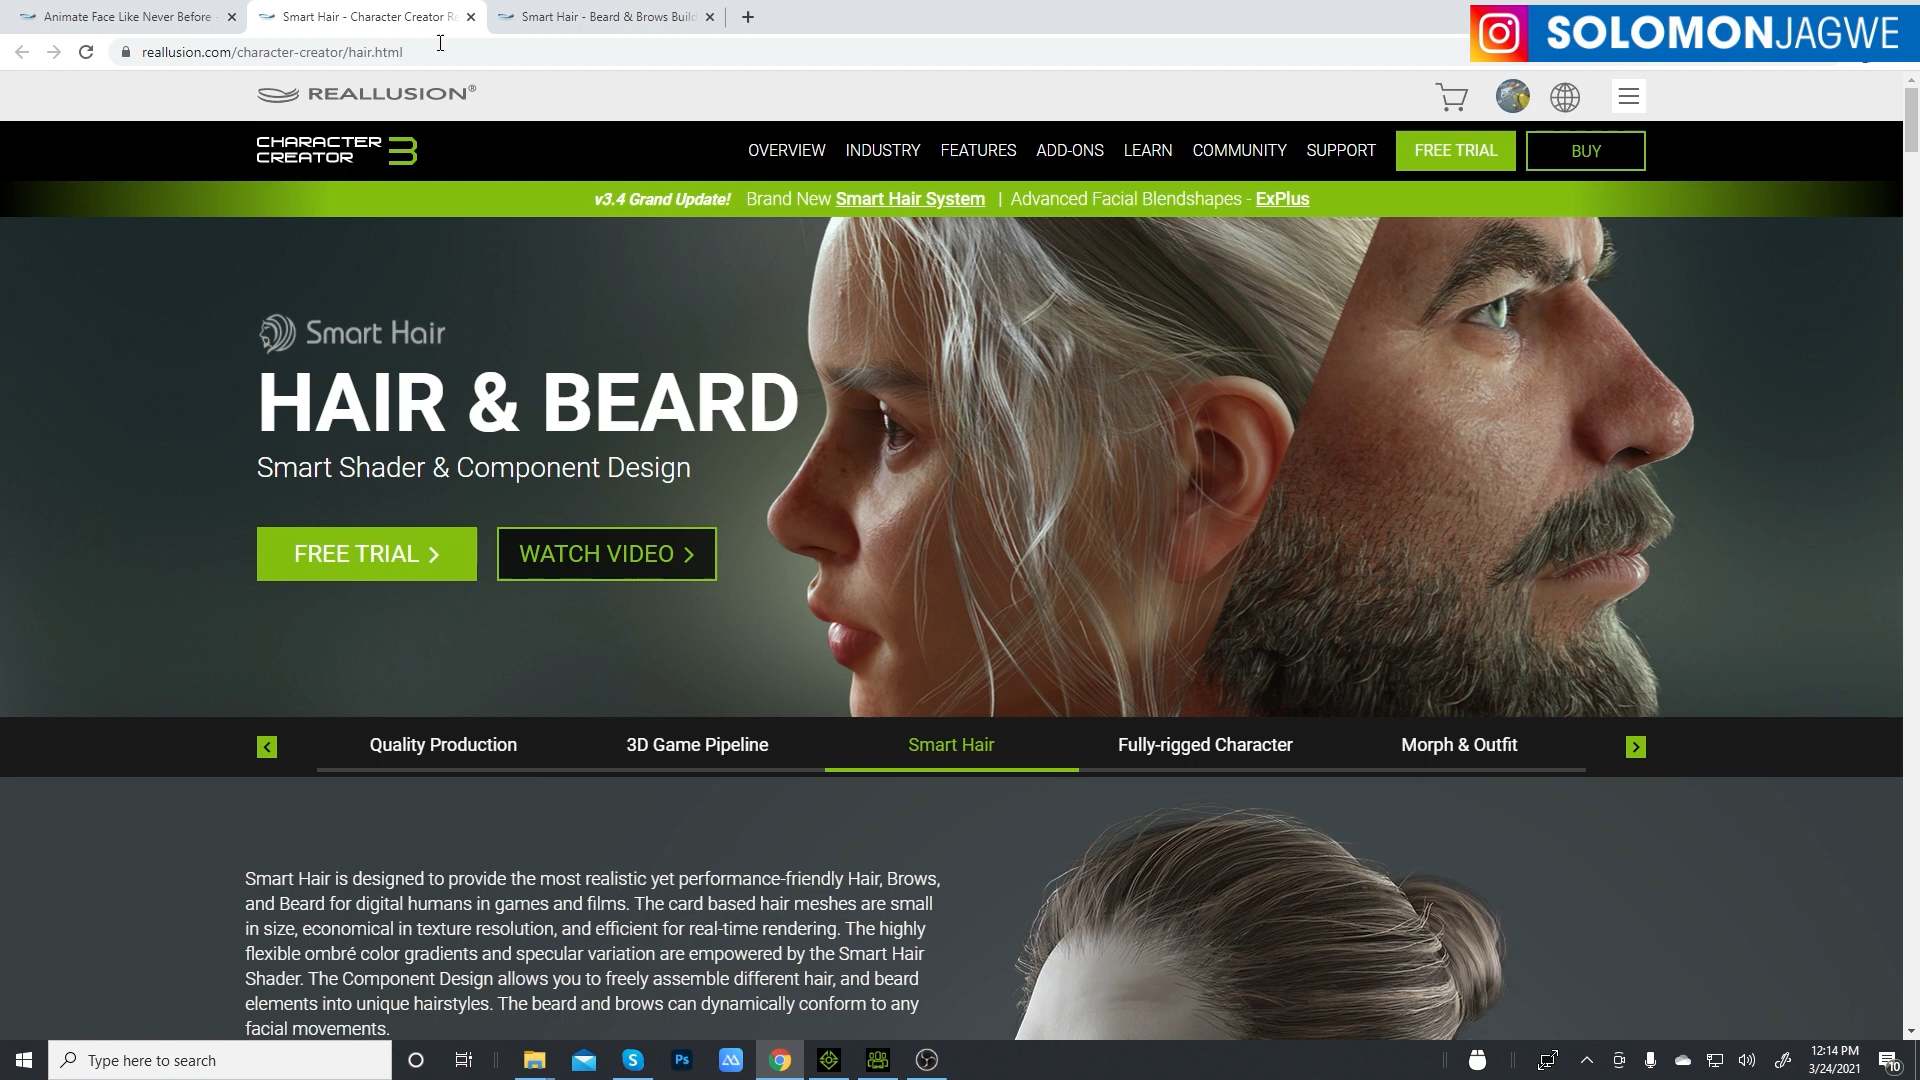 Animate Face Like Never Before -
Smart Hair - Character Creator Re
Smart Hair - Beard & Brows Build
reallusion.com/character-creator/hair.html
SOLOMONJAGWE
REALLUSION®
CHARACTER
CREATOR 3
OVERVIEW INDUSTRY FEATURES ADD-ONS LEARN COMMUNITY SUPPORT FREE TRIAL BUY
v3.4 Grand Update! Brand New Smart Hair System | Advanced Facial Blendshapes - ExPlus
Smart Hair
HAIR & BEARD
Smart Shader & Component Design
FREE TRIAL > WATCH VIDEO >
Quality Production 3D Game Pipeline Smart Hair Fully-rigged Character Morph & Outfit
Smart Hair is designed to provide the most realistic yet performance-friendly Hair, Brows,
and Beard for digital humans in games and films. The card based hair meshes are small
in size, economical in texture resolution, and efficient for real-time rendering. The highly
flexible ombré color gradients and specular variation are empowered by the Smart Hair
Shader. The Component Design allows you to freely assemble different hair, and beard
elements into unique hairstyles. The beard and brows can dynamically conform to any
facial movements.
Type here to search
Ps
12:14 PM
3/24/2021
10